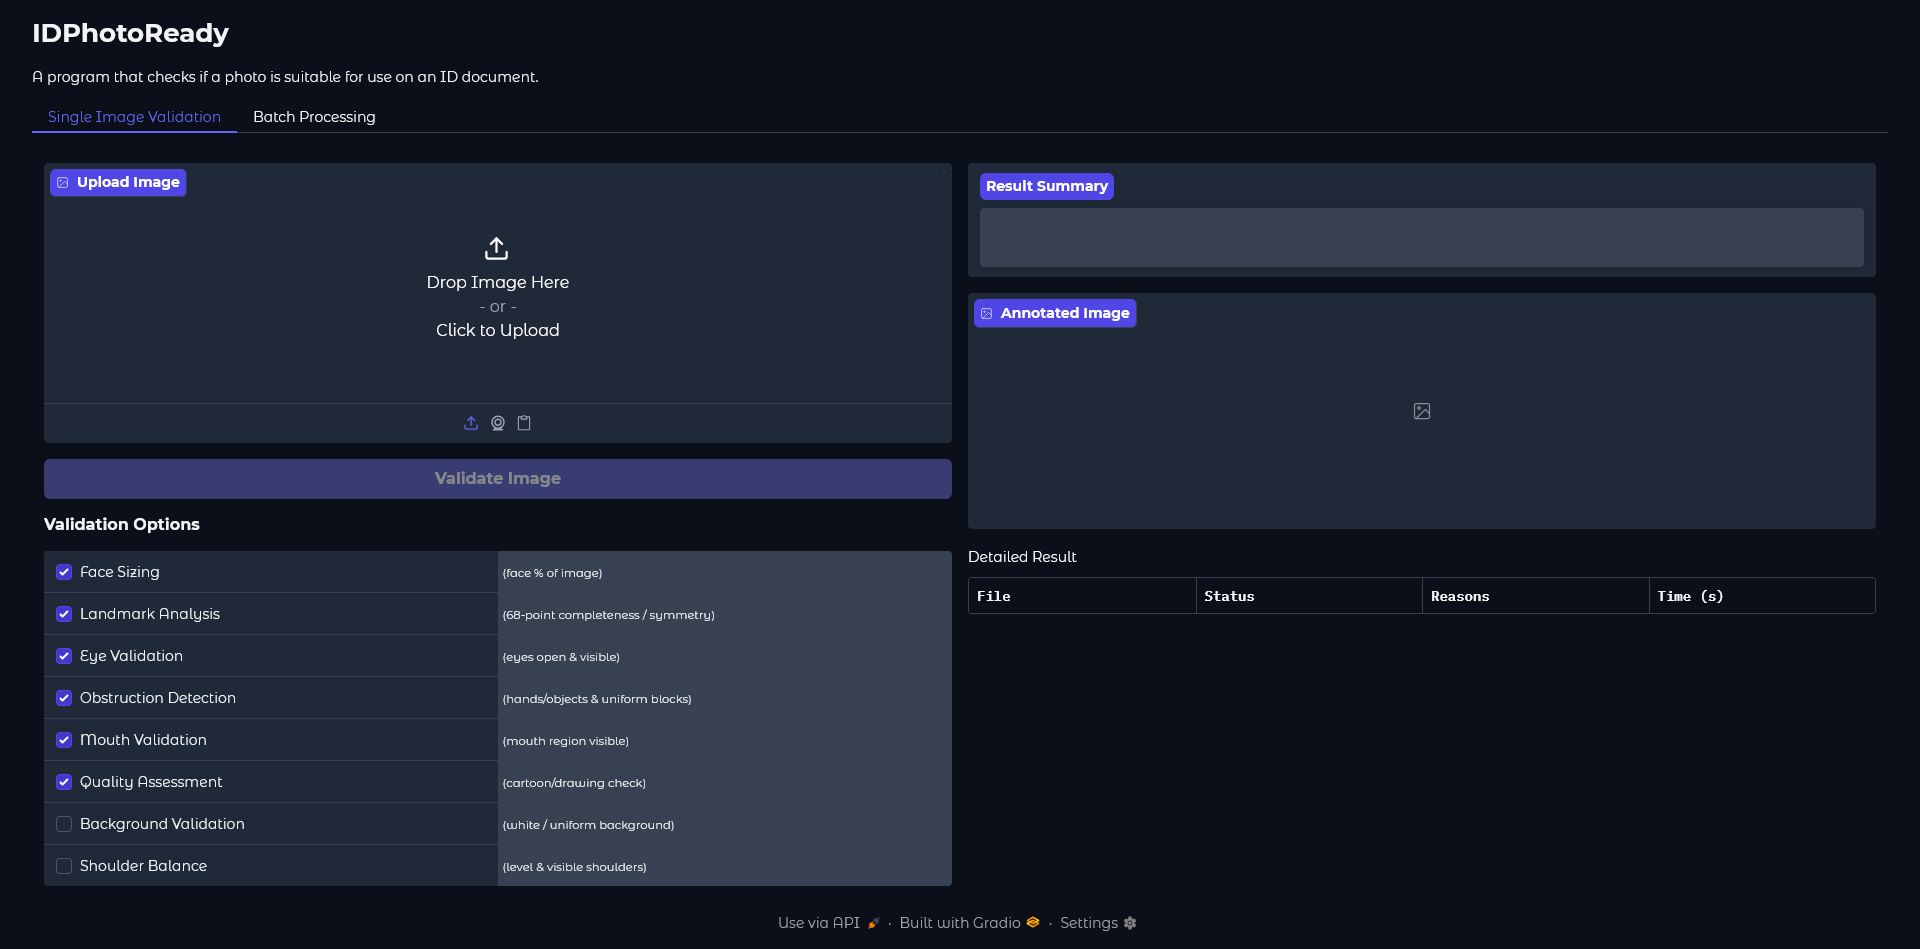 IDPhotoReady
A program that checks if a photo is suitable for use on an ID document.
Single Image Validation
Batch Processing
Upload Image
Drop Image Here
- or -
Click to Upload
Validate Image
Validation Options
Face Sizing
(face % of image)
Landmark Analysis
(68-point completeness / symmetry)
Eye Validation
(eyes open & visible)
Obstruction Detection
(hands/objects & uniform blocks)
Mouth Validation
(mouth region visible)
Quality Assessment
(cartoon/drawing check)
Background Validation
(white / uniform background)
Shoulder Balance
(level & visible shoulders)
Result Summary
Annotated Image
Detailed Result
File
Status
Reasons
Time (s)
Use via API · Built with Gradio · Settings